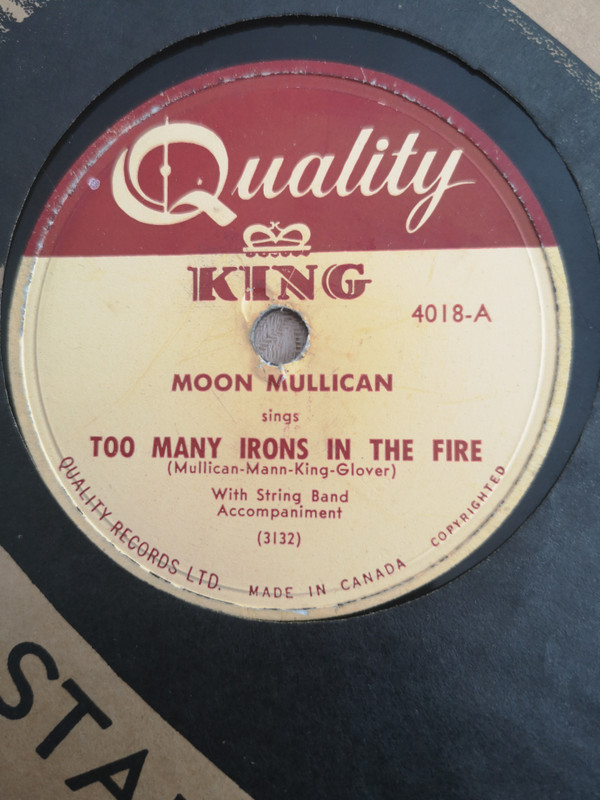 Quality
KING
4018-A
MOON MULLICAN
sings
TOO MANY IRONS IN THE FIRE
(Mullican-Mann-King-Glover)
With String Band
Accompaniment
(3132)
QUALITY RECORDS LTD. MADE IN CANADA COPYRIGHTED